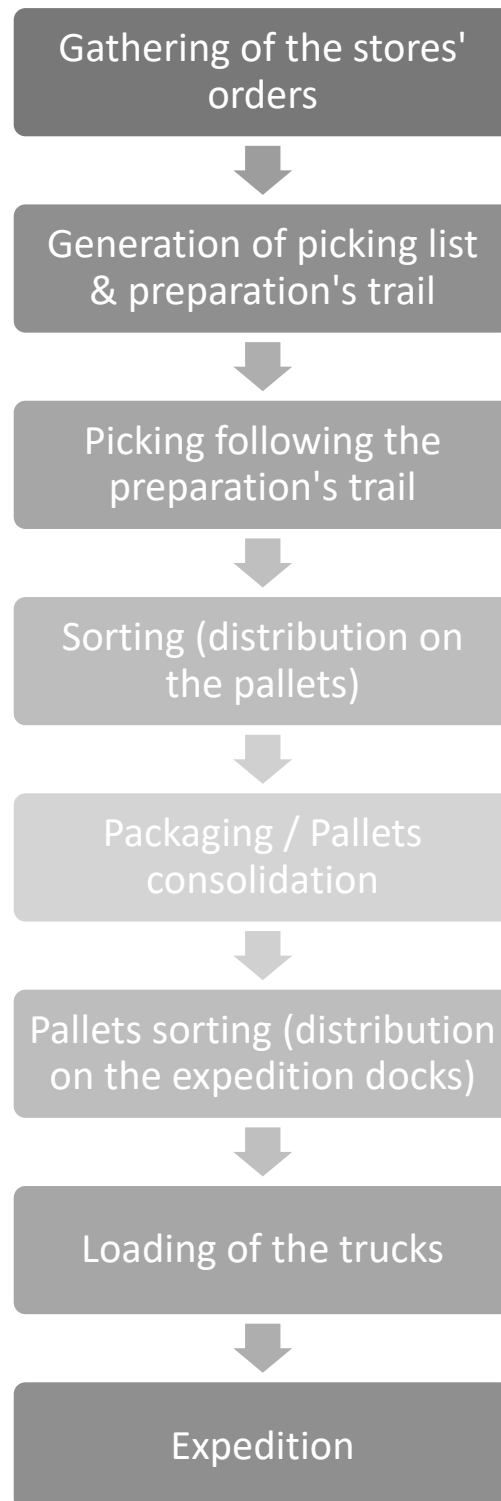 Gathering of the stores'
orders
Generation of picking list
& preparation's trail
Picking following the
preparation's trail
Sorting (distribution on
the pallets)
Packaging / Pallets
consolidation
Pallets sorting (distribution
on the expedition docks)
Loading of the trucks
Expedition